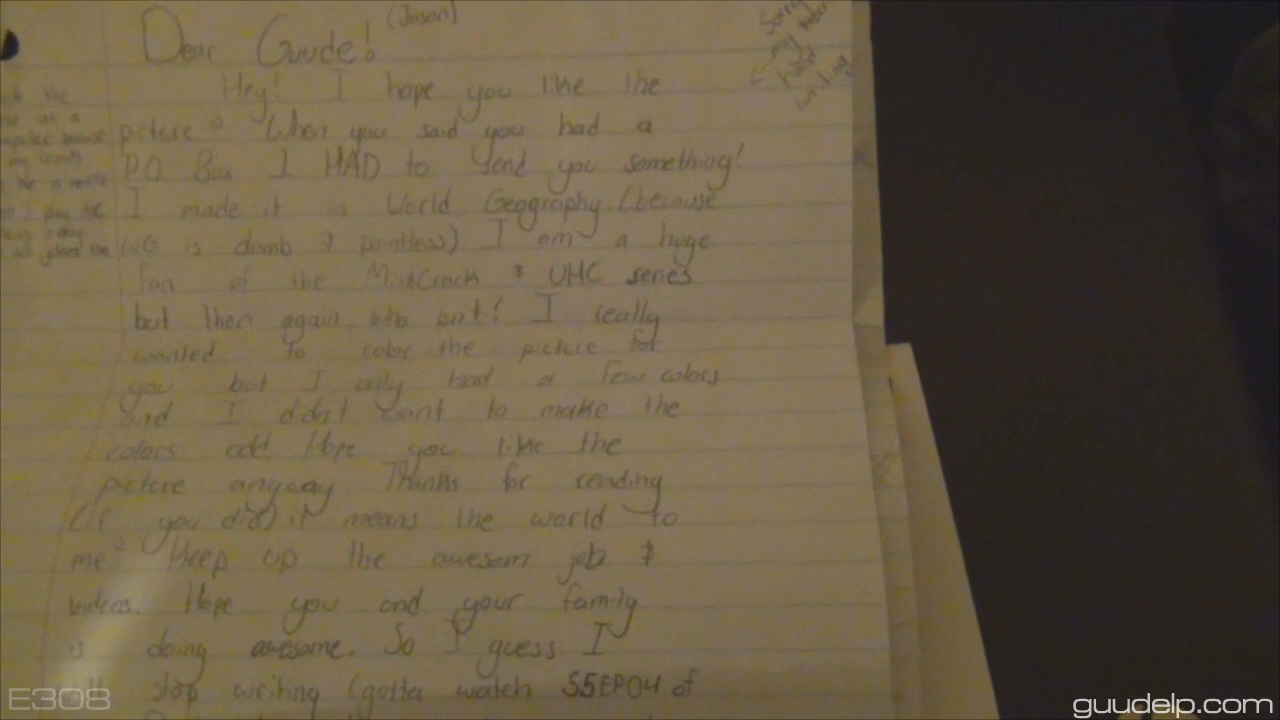 (Jason)
Dear Guude!
Sorry my
writing
Hey! I hope you like the
picture When you said you had a
P.O Box I HAD to send you something!
I made it in World Geography. (because
WG is dumb & pointless) I am a huge
fan of the MindCrack & UHC series
but then again, who isn't? I really
wanted to color the picture for
you but I only had a few colors
and I didn't want to make the
colors odd Hope you like the
picture anyway Thanks for reading
(if you did) it means the world to
me Keep up the awesom job &
videos. Hope you and your family
is doing awesome. So I guess I
stop writing (gotta watch S5EP04 of
E308
guudelp.com